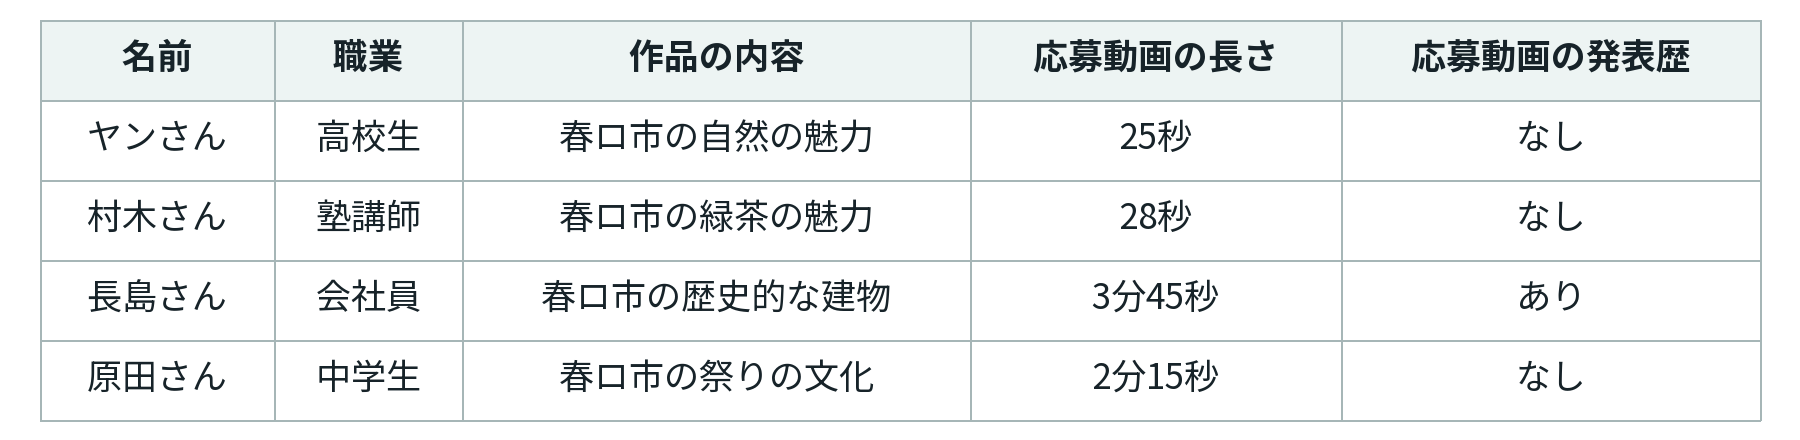 名前 職業 作品の内容 応募動画の長さ 応募動画の発表歴
ヤンさん 高校生 春口市の自然の魅力 25秒 なし
村木さん 塾講師 春口市の緑茶の魅力 28秒 なし
長島さん 会社員 春口市の歴史的な建物 3分45秒 あり
原田さん 中学生 春口市の祭りの文化 2分15秒 なし